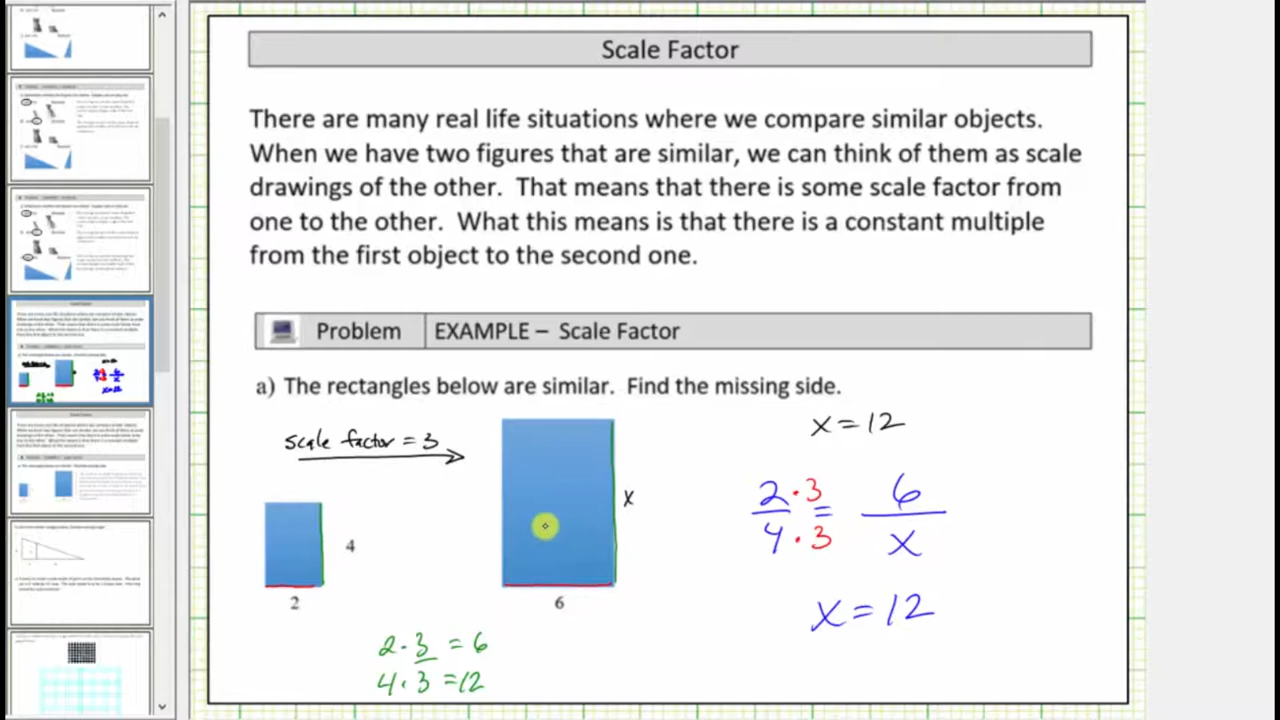 Scale Factor
There are many real life situations where we compare similar objects.
When we have two figures that are similar, we can think of them as scale
drawings of the other. That means that there is some scale factor from
one to the other. What this means is that there is a constant multiple
from the first object to the second one.
Problem EXAMPLE – Scale Factor
a) The rectangles below are similar. Find the missing side.
scale factor = 3
4
2
x
6
2 · 3 = 6
4 · 3 = 12
x = 12
2 · 3 / 4 · 3 = 6 / x
x = 12